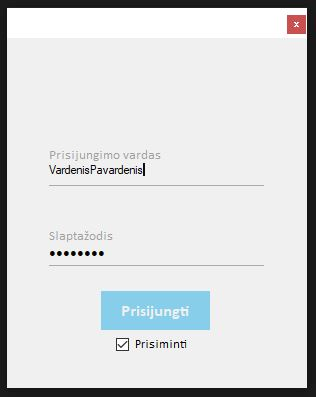 x
Prisijungimo vardas
VardenisPavardenis
Slaptažodis
••••••••
Prisijungti
Prisiminti